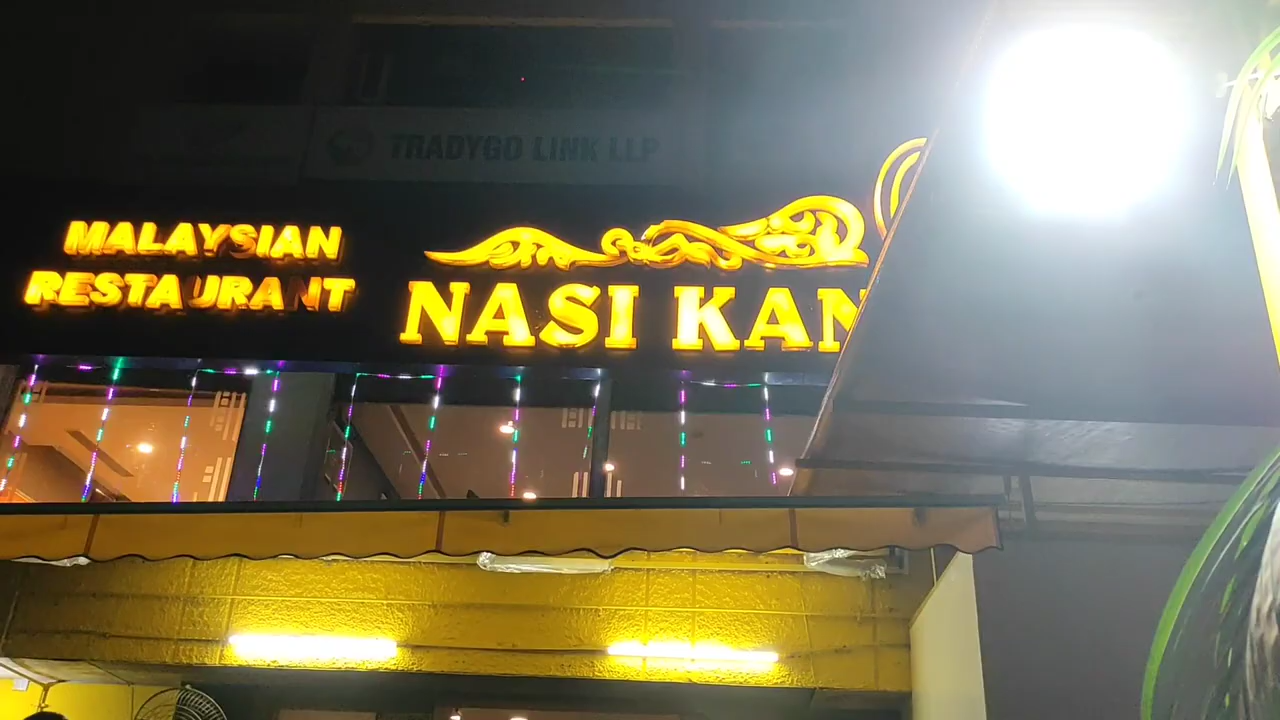 TRADYGO LINK LLP
MALAYSIAN
RESTAURANT
NASI KAN